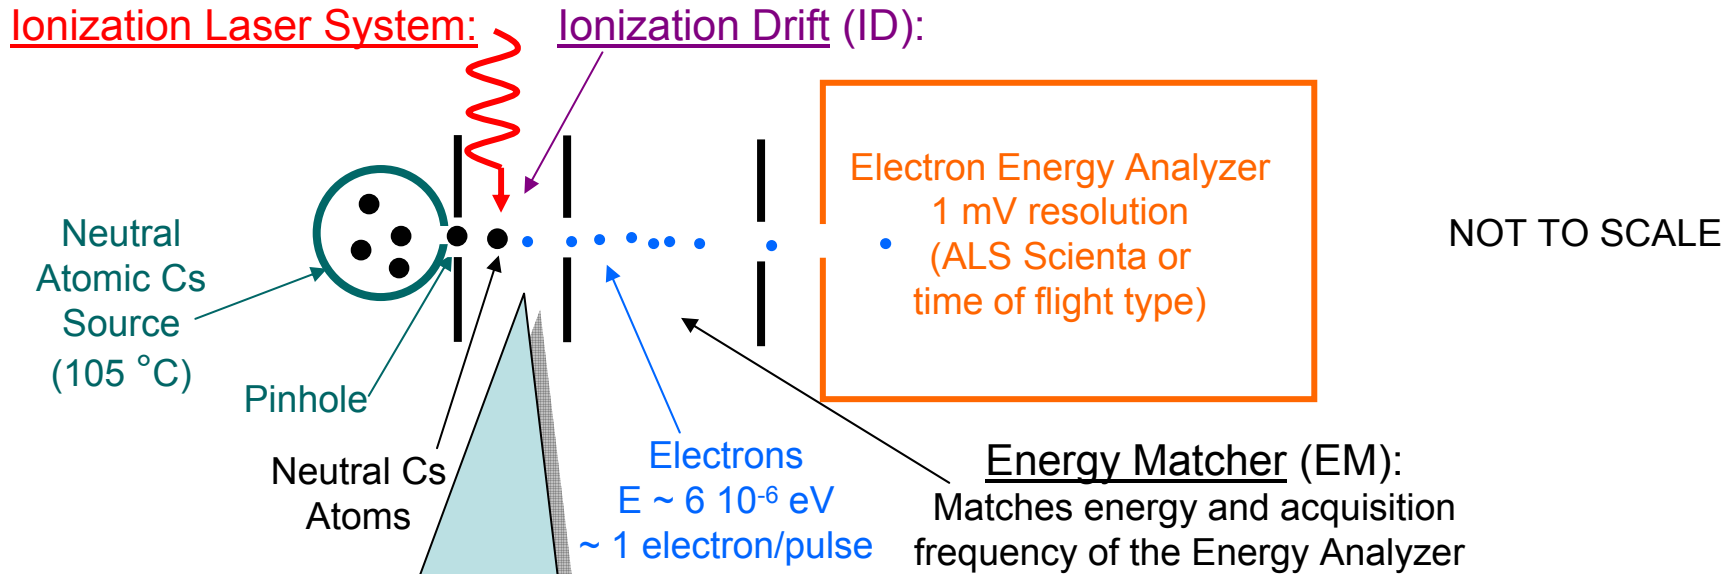 Ionization Laser System:
Ionization Drift (ID):
Electron Energy Analyzer
1 mV resolution
(ALS Scienta or
time of flight type)
NOT TO SCALE
Neutral
Atomic Cs
Source
(105 °C)
Pinhole
Neutral Cs
Atoms
Electrons
E ~ 6 10⁻⁶ eV
~ 1 electron/pulse
Energy Matcher (EM):
Matches energy and acquisition
frequency of the Energy Analyzer